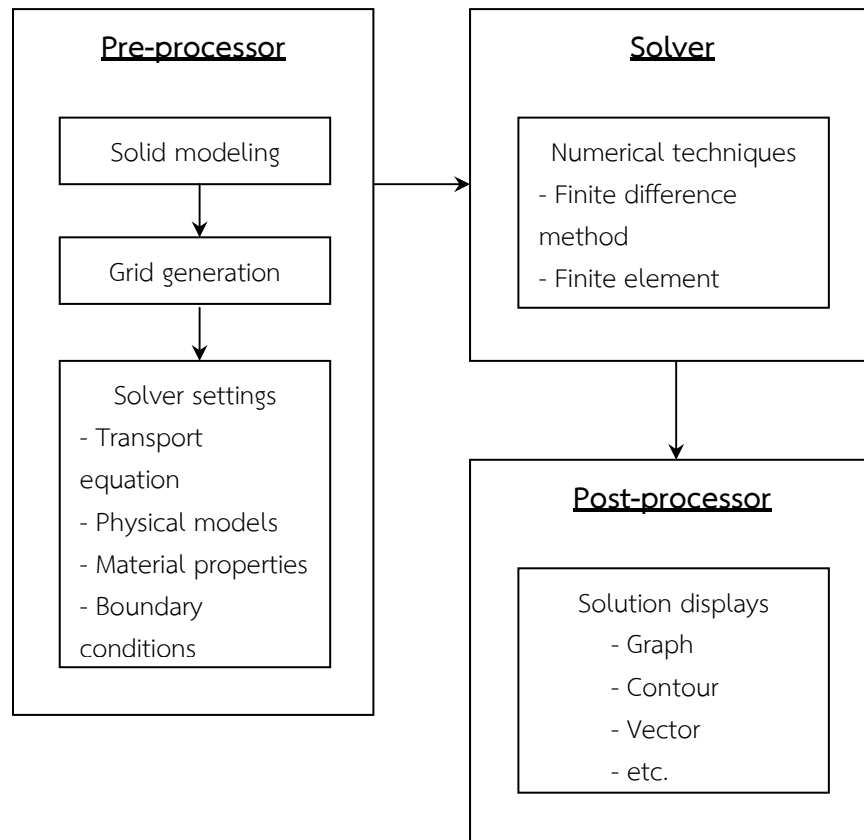 Pre-processor
Solid modeling
Grid generation
Solver settings
- Transport
equation
- Physical models
- Material properties
- Boundary
conditions
Solver
Numerical techniques
- Finite difference
method
- Finite element
Post-processor
Solution displays
- Graph
- Contour
- Vector
- etc.